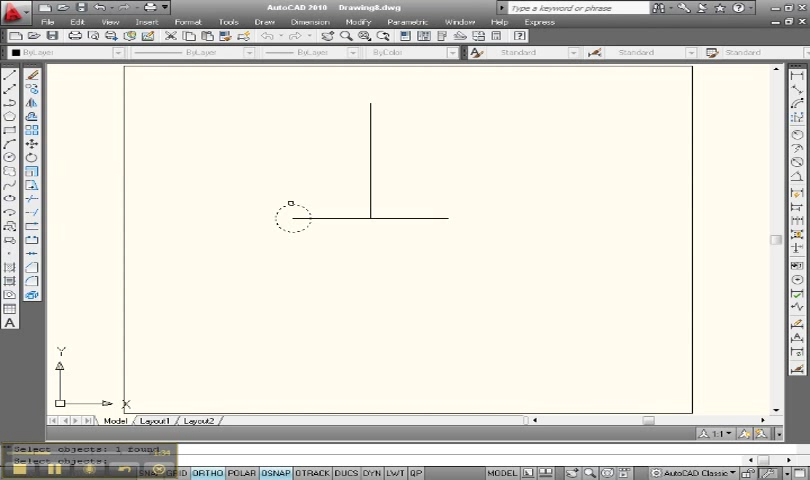 AutoCAD 2010 Drawing8.dwg
Type a keyword or phrase
File Edit View Insert Format Tools Draw Dimension Modify Parametric Window Help Express
ByLayer ByLayer ByLayer ByColor Standard Standard Standard
Y
X
A
Model Layout1 Layout2
A 1:1
Select objects: 1 found
Select objects:
SNAP GRID ORTHO POLAR OSNAP OTRACK DUCS DYN LWT QP MODEL AutoCAD Classic